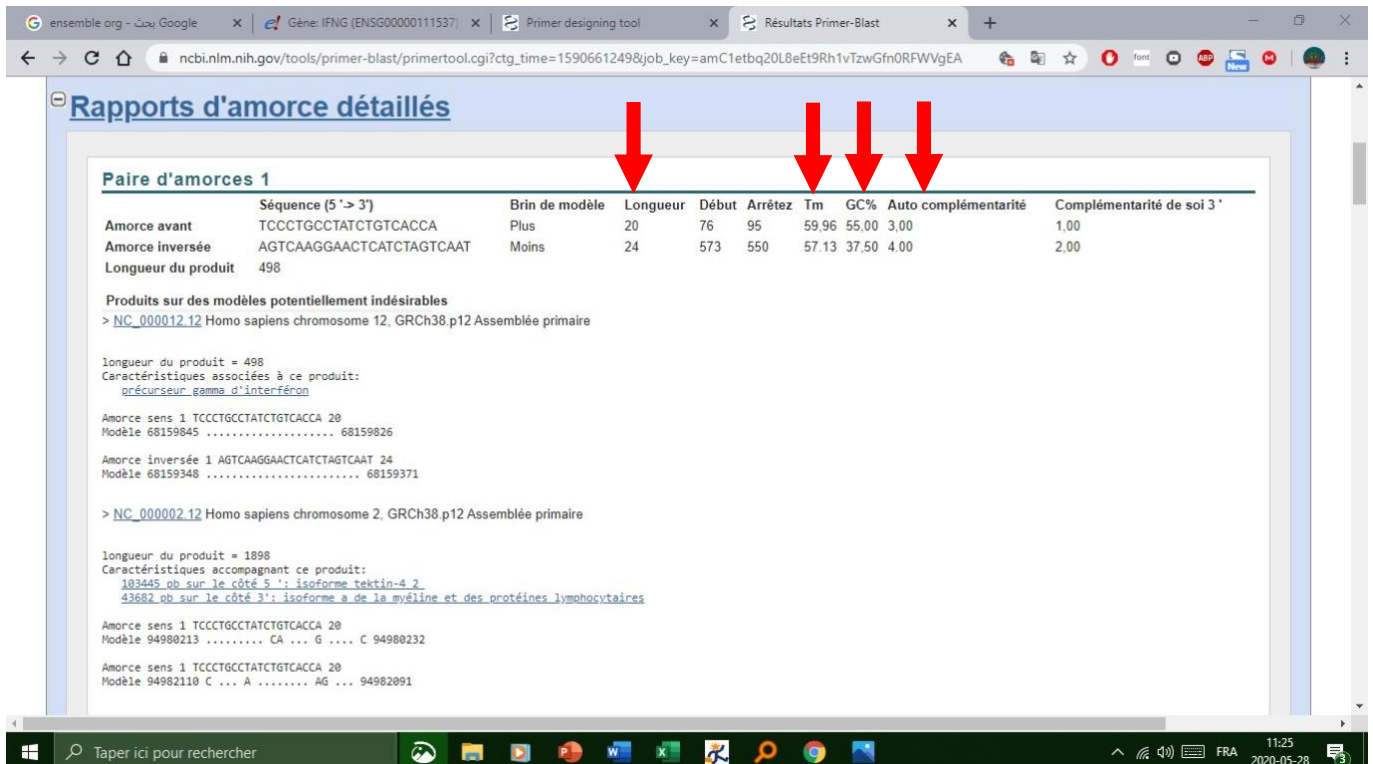 ensemble org - بحث Google
Gène: IFNG (ENSG00000111537)
Primer designing tool
Résultats Primer-Blast
ncbi.nlm.nih.gov/tools/primer-blast/primertool.cgi?ctg_time=1590661249&job_key=amC1etbq20L8eEt9Rh1vTzwGfn0RFWVgEA
font
ABP
New
Rapports d'amorce détaillés
Paire d'amorces 1
Séquence (5 '-> 3') Brin de modèle Longueur Début Arrêtez Tm GC% Auto complémentarité Complémentarité de soi 3 '
Amorce avant TCCCTGCCTATCTGTCACCA Plus 20 76 95 59,96 55,00 3,00 1,00
Amorce inversée AGTCAAGGAACTCATCTAGTCAAT Moins 24 573 550 57.13 37,50 4.00 2,00
Longueur du produit 498
Produits sur des modèles potentiellement indésirables
> NC_000012.12 Homo sapiens chromosome 12, GRCh38.p12 Assemblée primaire
longueur du produit = 498
Caractéristiques associées à ce produit:
précurseur gamma d'interféron
Amorce sens 1 TCCCTGCCTATCTGTCACCA 20
Modèle 68159845 .................... 68159826
Amorce inversée 1 AGTCAAGGAACTCATCTAGTCAAT 24
Modèle 68159348 ........................ 68159371
> NC_000002.12 Homo sapiens chromosome 2, GRCh38.p12 Assemblée primaire
longueur du produit = 1898
Caractéristiques accompagnant ce produit:
103445 pb sur le côté 5 ': isoforme tektin-4 2
43682 pb sur le côté 3': isoforme a de la myéline et des protéines lymphocytaires
Amorce sens 1 TCCCTGCCTATCTGTCACCA 20
Modèle 94980213 ......... CA ... G .... C 94980232
Amorce sens 1 TCCCTGCCTATCTGTCACCA 20
Modèle 94982110 C ... A ........ AG ... 94982091
Taper ici pour rechercher
FRA
11:25
2020-05-28
3